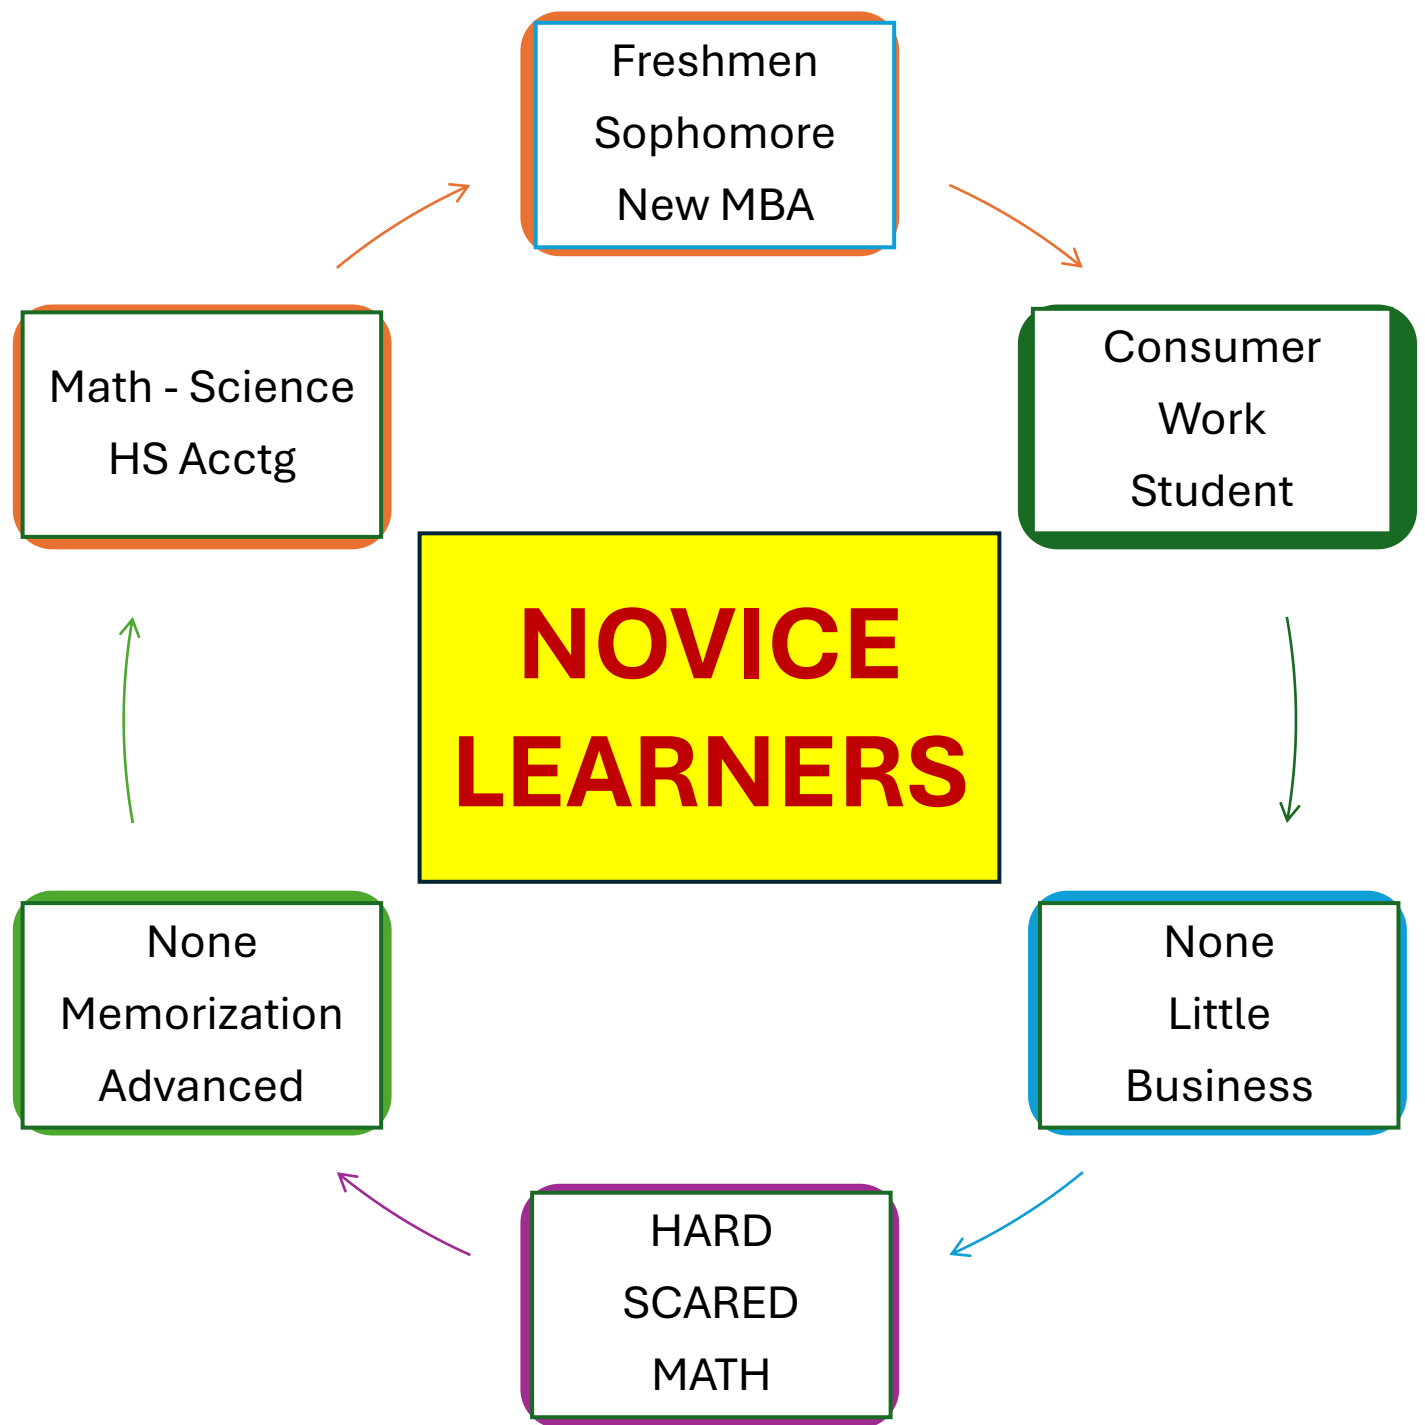 Freshmen
Sophomore
New MBA
Consumer
Work
Student
None
Little
Business
HARD
SCARED
MATH
None
Memorization
Advanced
Math - Science
HS Acctg
NOVICE
LEARNERS